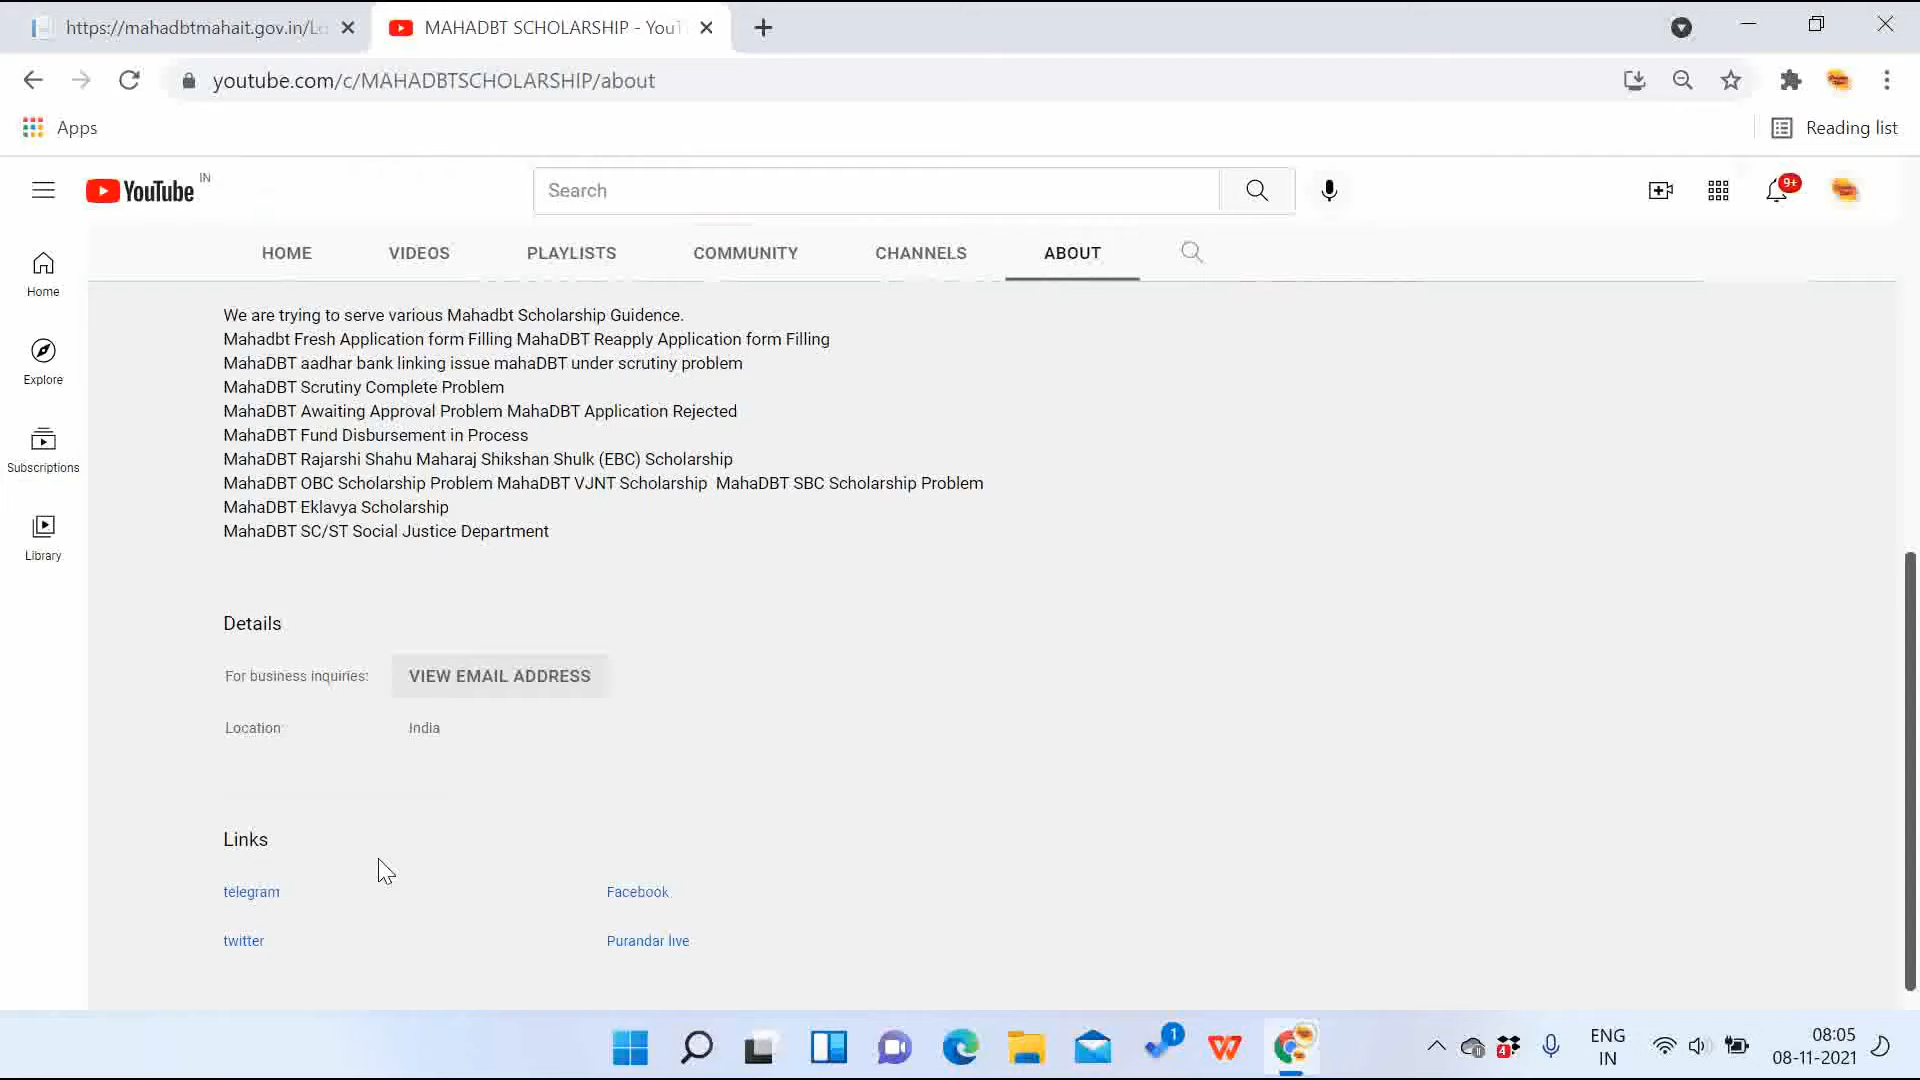 https://mahadbtmahait.gov.in/Lo
MAHADBT SCHOLARSHIP - YouT
youtube.com/c/MAHADBTSCHOLARSHIP/about
Apps
Reading list
YouTube IN
Search
9+
HOME VIDEOS PLAYLISTS COMMUNITY CHANNELS ABOUT
Home
Explore
Subscriptions
Library
We are trying to serve various Mahadbt Scholarship Guidence.
Mahadbt Fresh Application form Filling MahaDBT Reapply Application form Filling
MahaDBT aadhar bank linking issue mahaDBT under scrutiny problem
MahaDBT Scrutiny Complete Problem
MahaDBT Awaiting Approval Problem MahaDBT Application Rejected
MahaDBT Fund Disbursement in Process
MahaDBT Rajarshi Shahu Maharaj Shikshan Shulk (EBC) Scholarship
MahaDBT OBC Scholarship Problem MahaDBT VJNT Scholarship MahaDBT SBC Scholarship Problem
MahaDBT Eklavya Scholarship
MahaDBT SC/ST Social Justice Department
Details
For business inquiries: VIEW EMAIL ADDRESS
Location: India
Links
telegram Facebook
twitter Purandar live
1
4
ENG
IN
08:05
08-11-2021